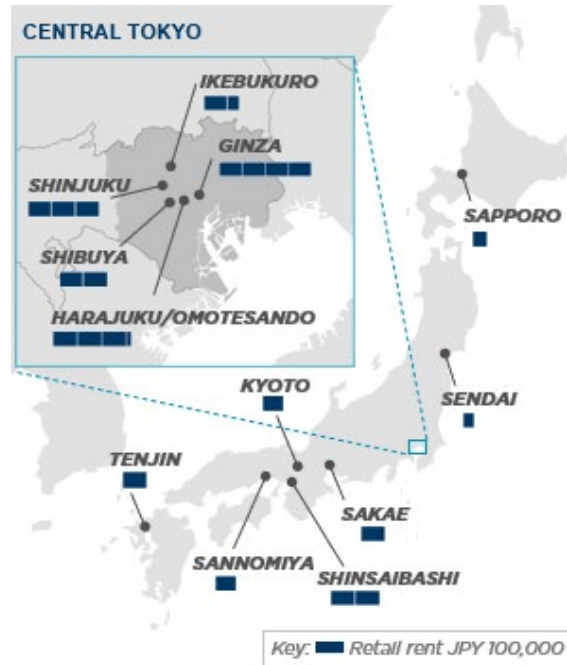 CENTRAL TOKYO
IKEBUKURO
GINZA
SHINJUKU
SHIBUYA
HARAJUKU/OMOTESANDO
SAPPORO
KYOTO
SENDAI
TENJIN
SAKAE
SANNOMIYA
SHINSAIBASHI
Key: Retail rent JPY 100,000